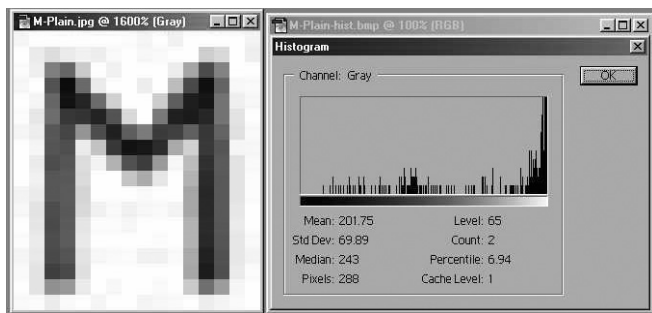 M-Plain.jpg @ 1600% (Gray)
M
M-Plain-hist.bmp @ 100% (RGB)
Histogram
Channel: Gray
OK
Mean: 201.75 Level: 65
Std Dev: 69.89 Count: 2
Median: 243 Percentile: 6.94
Pixels: 288 Cache Level: 1